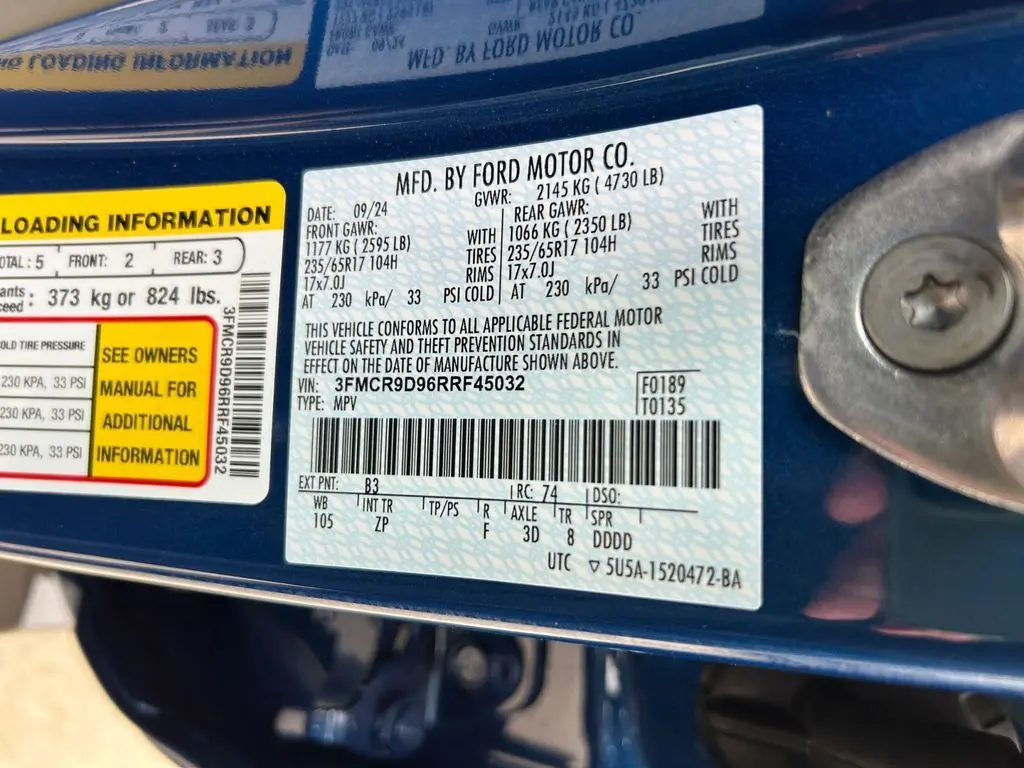 LOADING INFORMATION
OTAL: 5 FRONT: 2 REAR: 3
ants : 373 kg or 824 lbs.
ceed
OLD TIRE PRESSURE
230 KPA, 33 PSI
230 KPA, 33 PSI
230 KPA, 33 PSI
SEE OWNERS
MANUAL FOR
ADDITIONAL
INFORMATION
3FMCR9D96RRF45032
MFD. BY FORD MOTOR CO.
DATE: 09/24 GVWR: 2145 KG ( 4730 LB)
FRONT GAWR: REAR GAWR:
1177 KG ( 2595 LB) WITH 1066 KG ( 2350 LB) WITH
235/65R17 104H TIRES 235/65R17 104H TIRES
17x7.0J RIMS 17x7.0J RIMS
AT 230 kPa/ 33 PSI COLD AT 230 kPa/ 33 PSI COLD
THIS VEHICLE CONFORMS TO ALL APPLICABLE FEDERAL MOTOR
VEHICLE SAFETY AND THEFT PREVENTION STANDARDS IN
EFFECT ON THE DATE OF MANUFACTURE SHOWN ABOVE.
VIN: 3FMCR9D96RRF45032 F0189
TYPE: MPV T0135
EXT PNT: B3 RC: 74 DSO:
WB INT TR TP/PS R AXLE TR SPR
105 ZP F 3D 8 DDDD
UTC ▽ 5U5A-1520472-BA